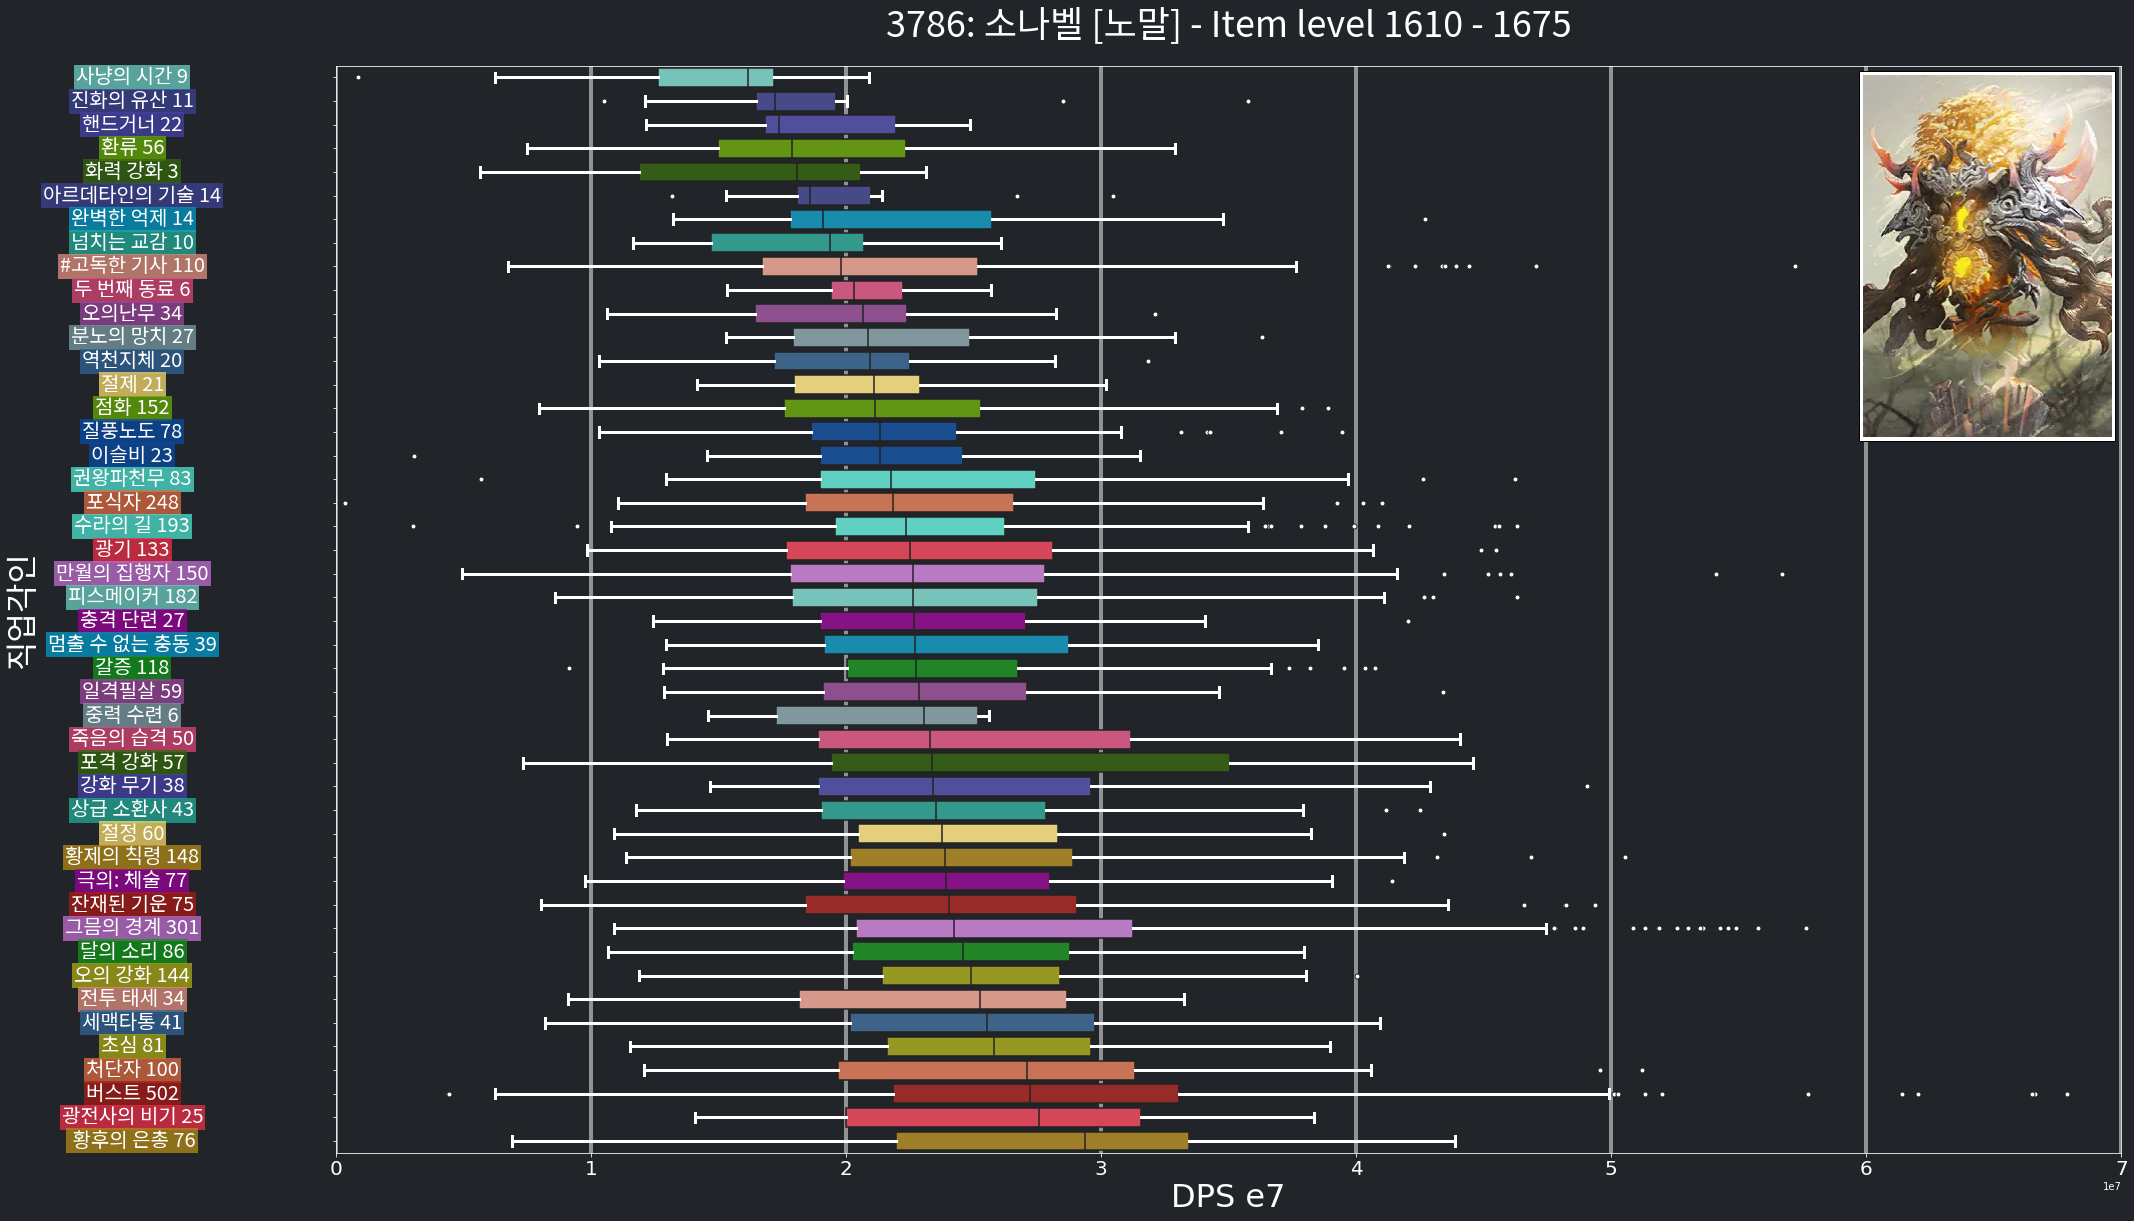 3786: 소나벨 [노말] - Item level 1610 - 1675
사냥의 시간 9
진화의 유산 11
핸드거너 22
환류 56
화력 강화 3
아르데타인의 기술 14
완벽한 억제 14
넘치는 교감 10
#고독한 기사 110
두 번째 동료 6
오의난무 34
분노의 망치 27
역천지체 20
절제 21
점화 152
질풍노도 78
이슬비 23
권왕파천무 83
포식자 248
수라의 길 193
광기 133
만월의 집행자 150
피스메이커 182
충격 단련 27
멈출 수 없는 충동 39
갈증 118
일격필살 59
중력 수련 6
죽음의 습격 50
포격 강화 57
강화 무기 38
상급 소환사 43
절정 60
황제의 칙령 148
극의: 체술 77
잔재된 기운 75
그믐의 경계 301
달의 소리 86
오의 강화 144
전투 태세 34
세맥타통 41
초심 81
처단자 100
버스트 502
광전사의 비기 25
황후의 은총 76
직업각인
0 1 2 3 4 5 6 7
1e7
DPS e7